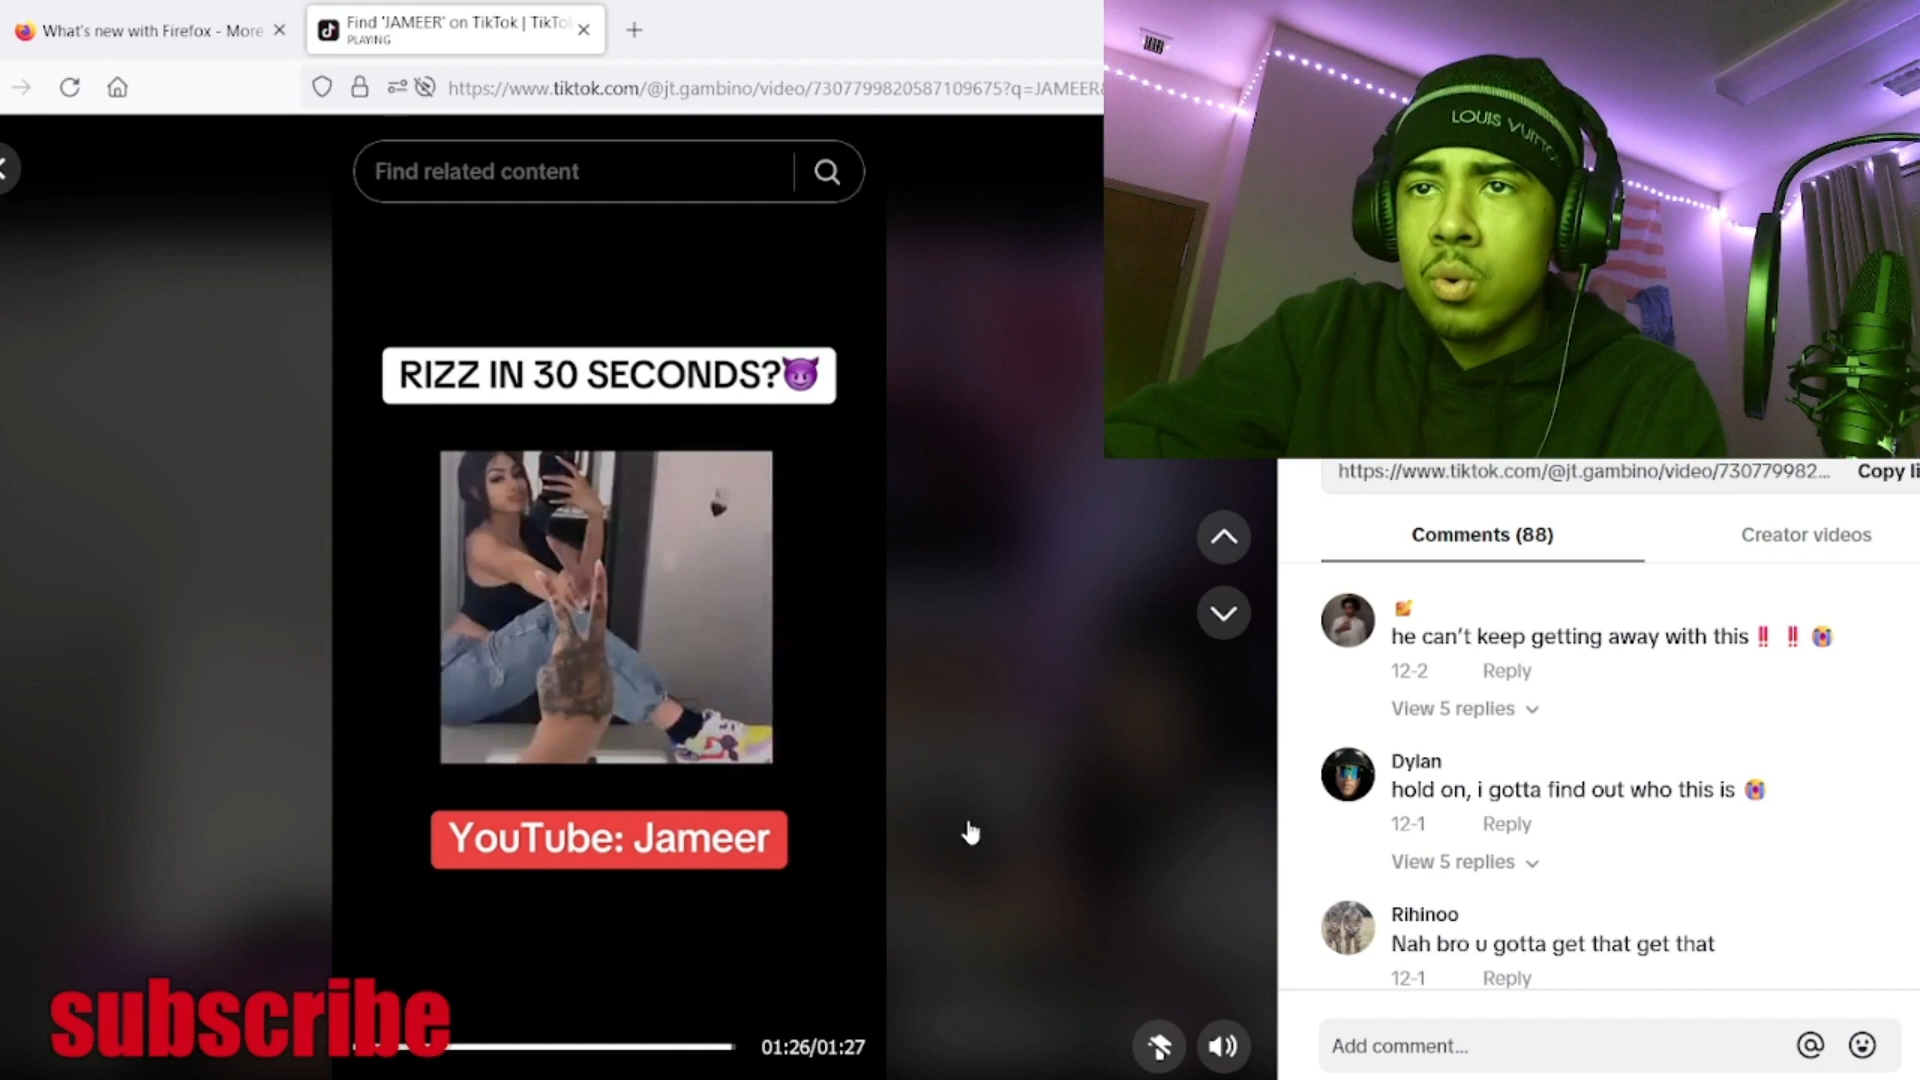 What's new with Firefox - More
Find 'JAMEER' on TikTok | TikTo
PLAYING
https://www.tiktok.com/@jt.gambino/video/7307799820587109675?q=JAMEER
Find related content
LOUIS VUITTON
RIZZ IN 30 SECONDS?😈
YouTube: Jameer
subscribe
01:26/01:27
https://www.tiktok.com/@jt.gambino/video/730779982...
Copy li
Comments (88)
Creator videos
he can't keep getting away with this ‼️ ‼️ 😭
12-2 Reply
View 5 replies
Dylan
hold on, i gotta find out who this is 😭
12-1 Reply
View 5 replies
Rihinoo
Nah bro u gotta get that get that
12-1 Reply
Add comment...